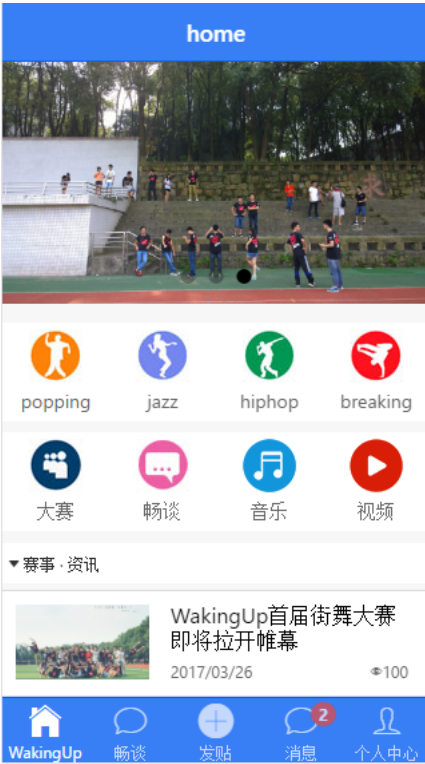 home
popping jazz hiphop breaking
大赛 畅谈 音乐 视频
赛事 · 资讯
WakingUp首届街舞大赛
即将拉开帷幕
2017/03/26 100
2
WakingUp 畅谈 发贴 消息 个人中心